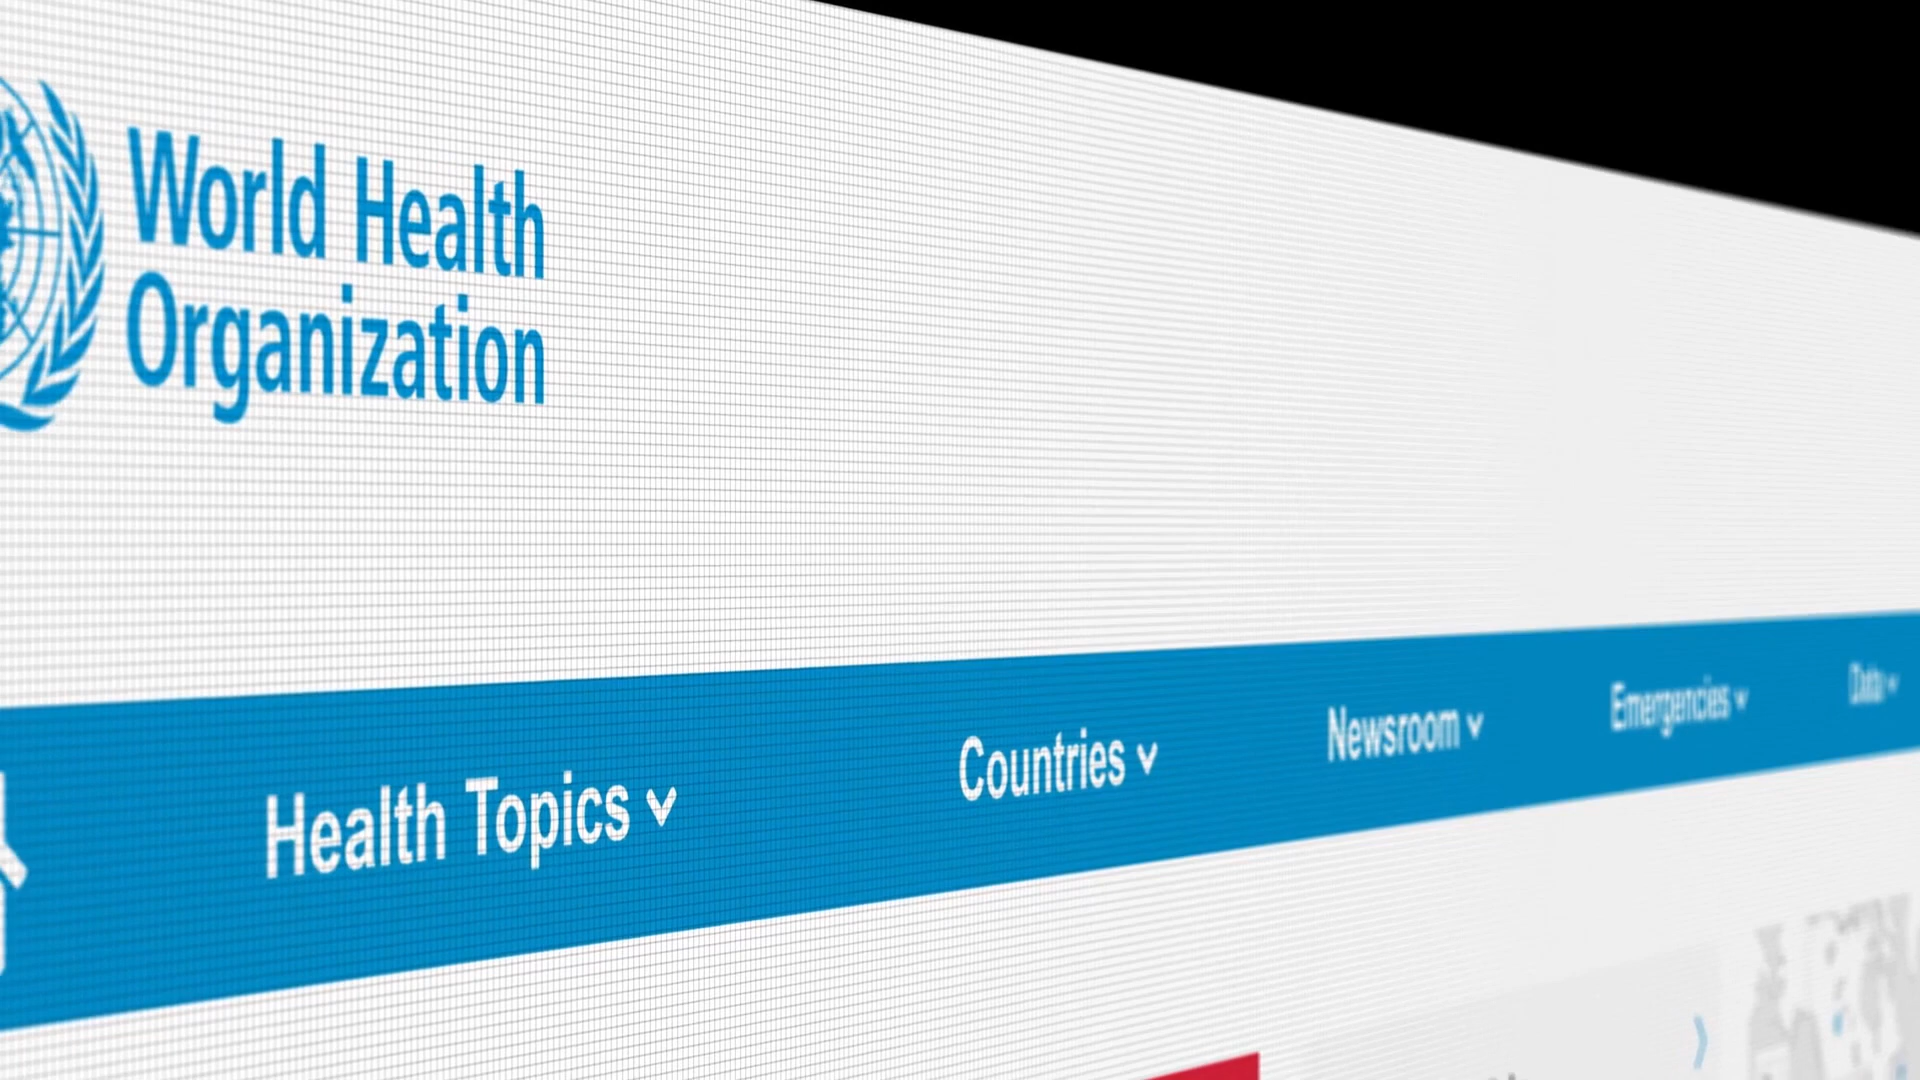 World Health
Organization
Health Topics
Countries
Newsroom
Emergencies
Data